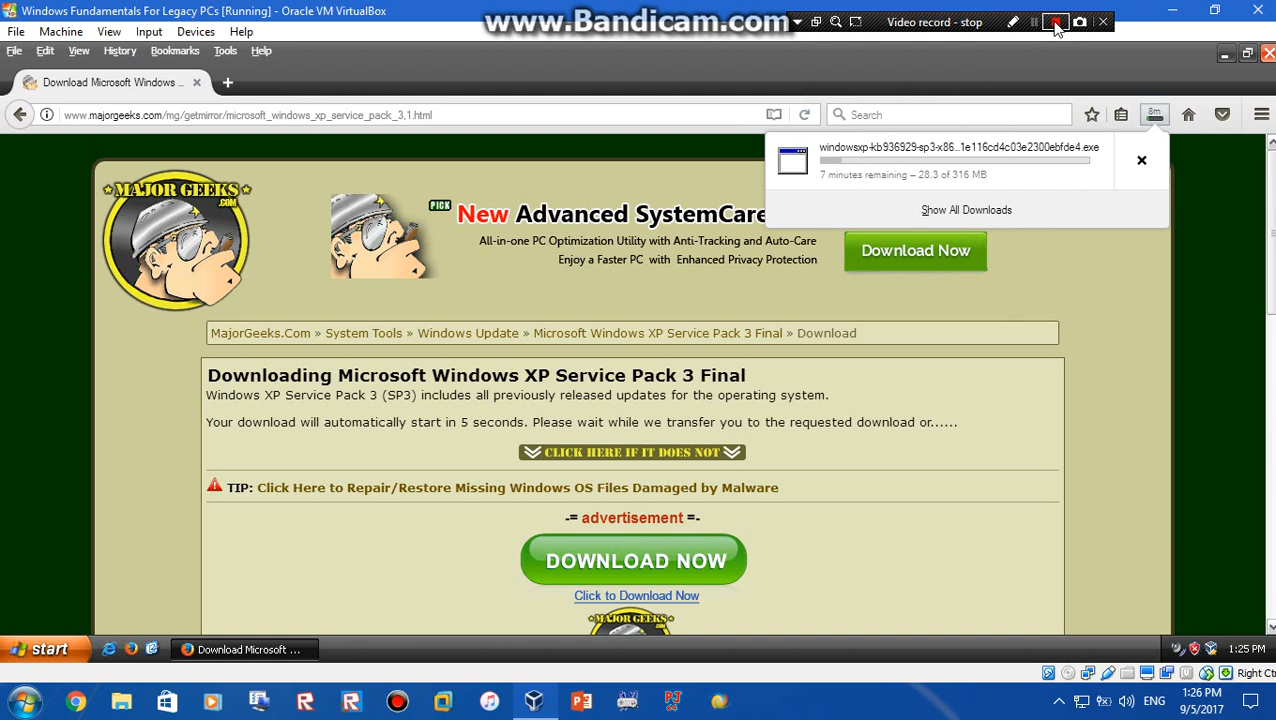 Windows Fundamentals For Legacy PCs [Running] - Oracle VM VirtualBox
www.Bandicam.com
Video record - stop
File Machine View Input Devices Help
File Edit View History Bookmarks Tools Help
Download Microsoft Windows ...
www.majorgeeks.com/mg/getmirror/microsoft_windows_xp_service_pack_3,1.html
Search
8m
windowsxp-kb936929-sp3-x86...1e116cd4c03e2300ebfde4.exe
7 minutes remaining – 28.3 of 316 MB
Show All Downloads
MAJOR GEEKS
.COM
PICK
New Advanced SystemCare
All-in-one PC Optimization Utility with Anti-Tracking and Auto-Care
Enjoy a Faster PC with Enhanced Privacy Protection
Download Now
MajorGeeks.Com » System Tools » Windows Update » Microsoft Windows XP Service Pack 3 Final » Download
Downloading Microsoft Windows XP Service Pack 3 Final
Windows XP Service Pack 3 (SP3) includes all previously released updates for the operating system.
Your download will automatically start in 5 seconds. Please wait while we transfer you to the requested download or......
CLICK HERE IF IT DOES NOT
TIP: Click Here to Repair/Restore Missing Windows OS Files Damaged by Malware
-= advertisement =-
DOWNLOAD NOW
Click to Download Now
MAJOR GEEKS
start
Download Microsoft ...
1:25 PM
Right Ctrl
ENG
1:26 PM
9/5/2017